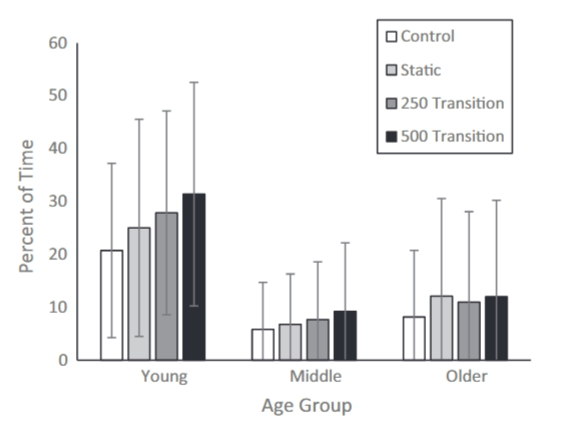 Control
Static
250 Transition
500 Transition
60
50
40
30
20
10
0
Percent of Time
Young Middle Older
Age Group